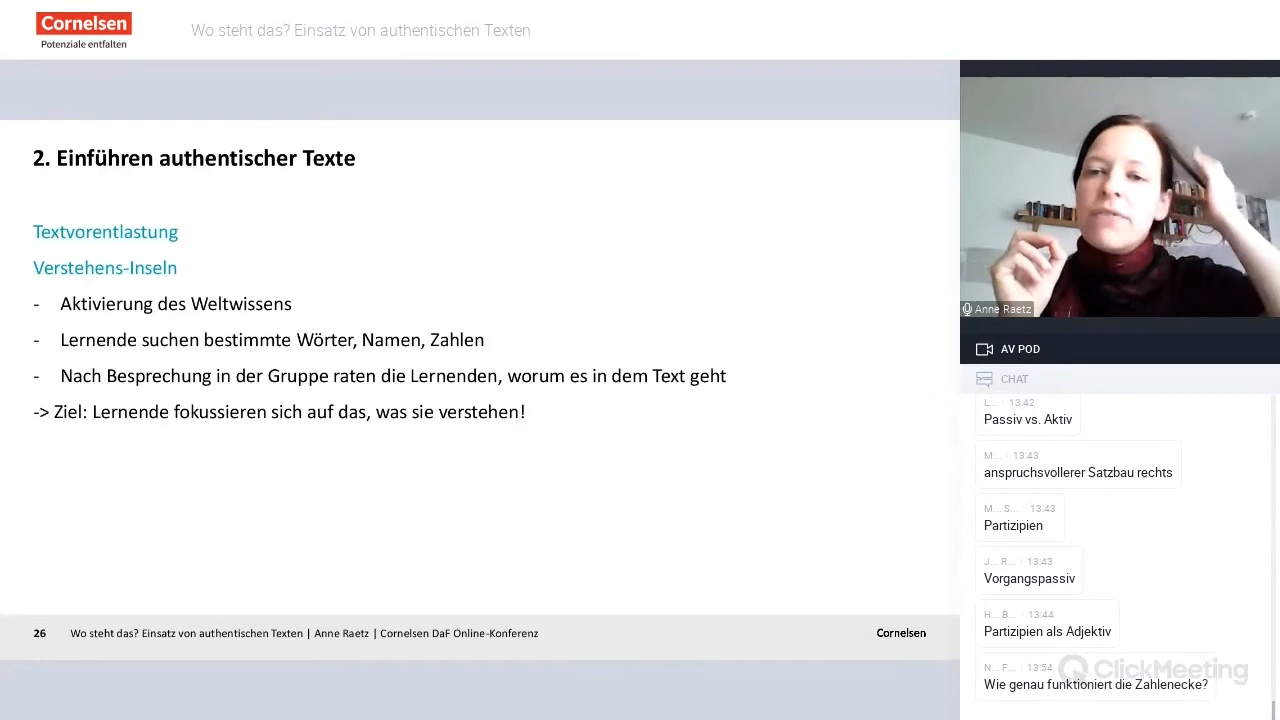 Cornelsen
Potenziale entfalten
Wo steht das? Einsatz von authentischen Texten
2. Einführen authentischer Texte
Textvorentlastung
Verstehens-Inseln
- Aktivierung des Weltwissens
- Lernende suchen bestimmte Wörter, Namen, Zahlen
- Nach Besprechung in der Gruppe raten die Lernenden, worum es in dem Text geht
-> Ziel: Lernende fokussieren sich auf das, was sie verstehen!
26 Wo steht das? Einsatz von authentischen Texten | Anne Raetz | Cornelsen DaF Online-Konferenz
Cornelsen
Anne Raetz
AV POD
CHAT
L... 13:42
Passiv vs. Aktiv
M... 13:43
anspruchsvollerer Satzbau rechts
M... S... 13:43
Partizipien
J... R... 13:43
Vorgangspassiv
H... B... 13:44
Partizipien als Adjektiv
N... F... 13:54
Wie genau funktioniert die Zahlenecke?
ClickMeeting